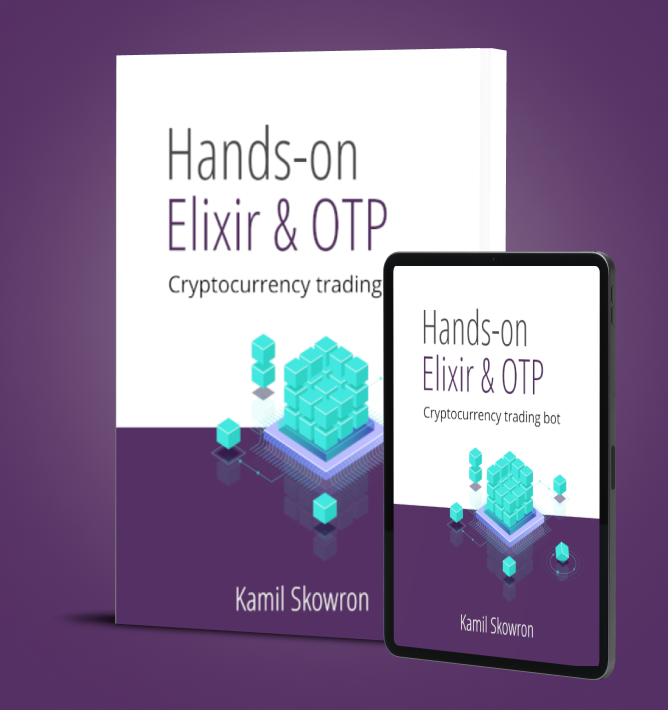 Hands-on
Elixir & OTP
Cryptocurrency trading
Kamil Skowron
Hands-on
Elixir & OTP
Cryptocurrency trading bot
Kamil Skowron